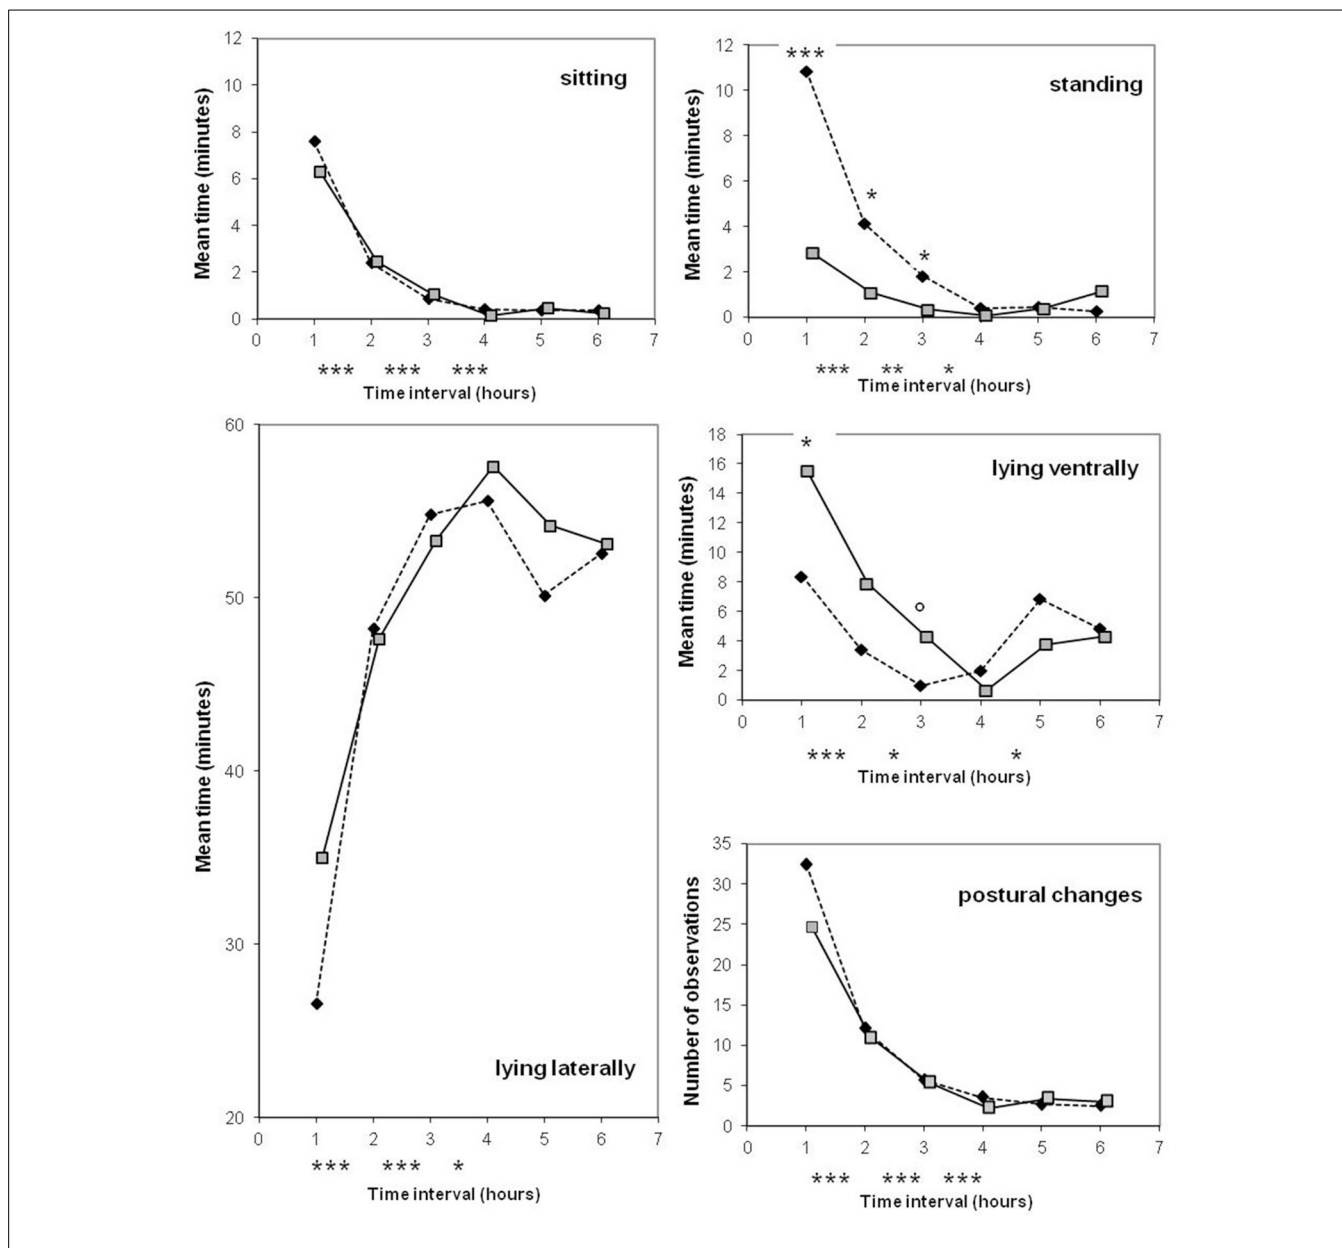 sitting
Mean time (minutes)
12
10
8
6
4
2
0
0 1 2 3 4 5 6 7
*** *** ***
Time interval (hours)
standing
Mean time (minutes)
12
10
8
6
4
2
0
***
*
*
0 1 2 3 4 5 6 7
*** ** *
Time interval (hours)
Mean time (minutes)
60
50
40
30
20
lying laterally
0 1 2 3 4 5 6 7
*** *** *
Time interval (hours)
lying ventrally
Mean time (minutes)
18
16
14
12
10
8
6
4
2
0
*
°
0 1 2 3 4 5 6 7
*** * *
Time interval (hours)
postural changes
Number of observations
35
30
25
20
15
10
5
0
0 1 2 3 4 5 6 7
*** *** ***
Time interval (hours)